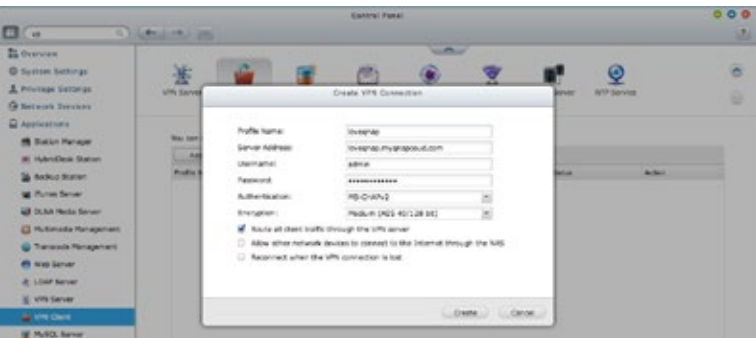 Control Panel
Overview
System Settings
Privilege Settings
Network Services
Applications
Station Manager
HybridDesk Station
Backup Station
iTunes Server
DLNA Media Server
Multimedia Management
Transcode Management
Web Server
LDAP Server
VPN Server
VPN Client
MySQL Server
VPN Server
NTP Service
You can
Status
Action
Create VPN Connection
Profile Name:
loveqnap
Server Address:
loveqnap.myqnapcloud.com
Username:
admin
Password:
Authentication:
MS-CHAPv2
Encryption:
Medium (AES 40/128 bit)
Route all client traffic through the VPN server
Allow other network devices to connect to the Internet through the NAS
Reconnect when the VPN connection is lost
Create
Cancel